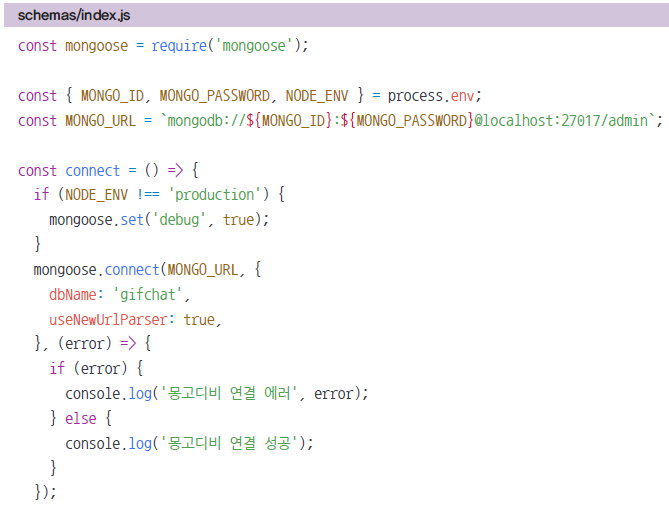 schemas/index.js
const mongoose = require('mongoose');
const { MONGO_ID, MONGO_PASSWORD, NODE_ENV } = process.env;
const MONGO_URL = `mongodb://${MONGO_ID}:${MONGO_PASSWORD}@localhost:27017/admin`;
const connect = () => {
if (NODE_ENV !== 'production') {
mongoose.set('debug', true);
}
mongoose.connect(MONGO_URL, {
dbName: 'gifchat',
useNewUrlParser: true,
}, (error) => {
if (error) {
console.log('몽고디비 연결 에러', error);
} else {
console.log('몽고디비 연결 성공');
}
});